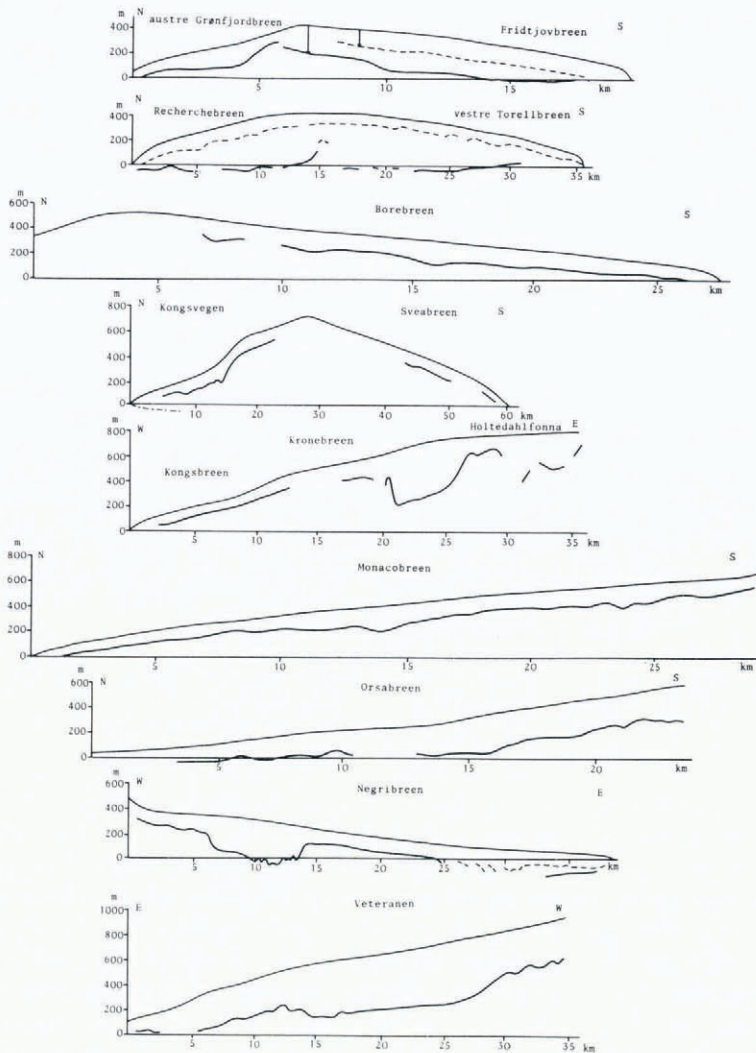 m N austre Grønfjordbreen Fridtjovbreen S
400
200
0
5 10 15 km
m N Recherchebreen vestre Torellbreen S
400
200
0
5 10 15 20 25 30 35 km
m N Borebreen S
600
400
200
0
5 10 15 20 25 km
m N Kongsvegen Sveabreen S
800
600
400
200
0
10 20 30 40 50 60 km
m W Kongsbreen Kronebreen Holtedahlfonna E
800
600
400
200
0
5 10 15 20 25 30 35 km
m N Monacobreen S
800
600
400
200
0
5 10 15 20 25
m N Orsabreen S
600
400
200
0
5 10 20 km
m W Negribreen E
600
400
200
0
5 10 15 20 25 30 35 km
m E Veteranen W
1000
800
600
400
200
0
5 10 15 20 25 30 35 km